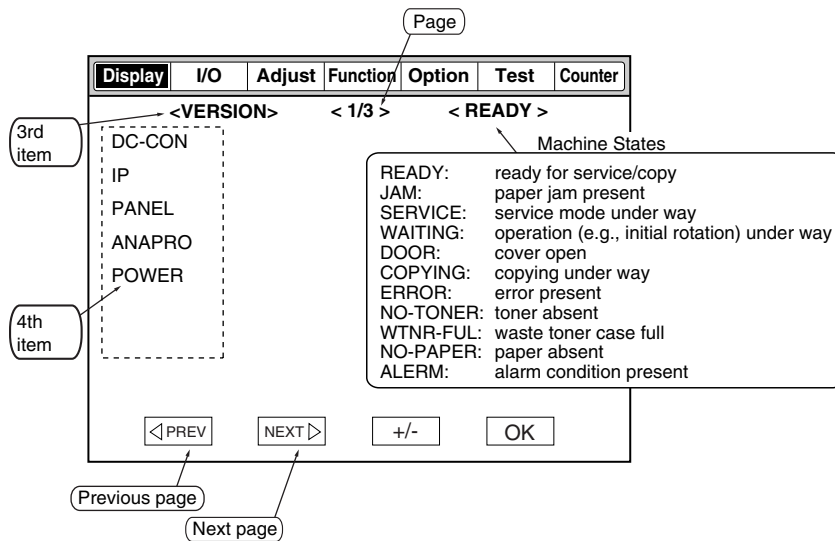 Page
Display I/O Adjust Function Option Test Counter
<VERSION> < 1/3 > < READY >
3rd
item
Machine States
DC-CON
IP
PANEL
ANAPRO
POWER
READY: ready for service/copy
JAM: paper jam present
SERVICE: service mode under way
WAITING: operation (e.g., initial rotation) under way
DOOR: cover open
COPYING: copying under way
ERROR: error present
NO-TONER: toner absent
WTNR-FUL: waste toner case full
NO-PAPER: paper absent
ALERM: alarm condition present
4th
item
PREV NEXT +/- OK
Previous page
Next page